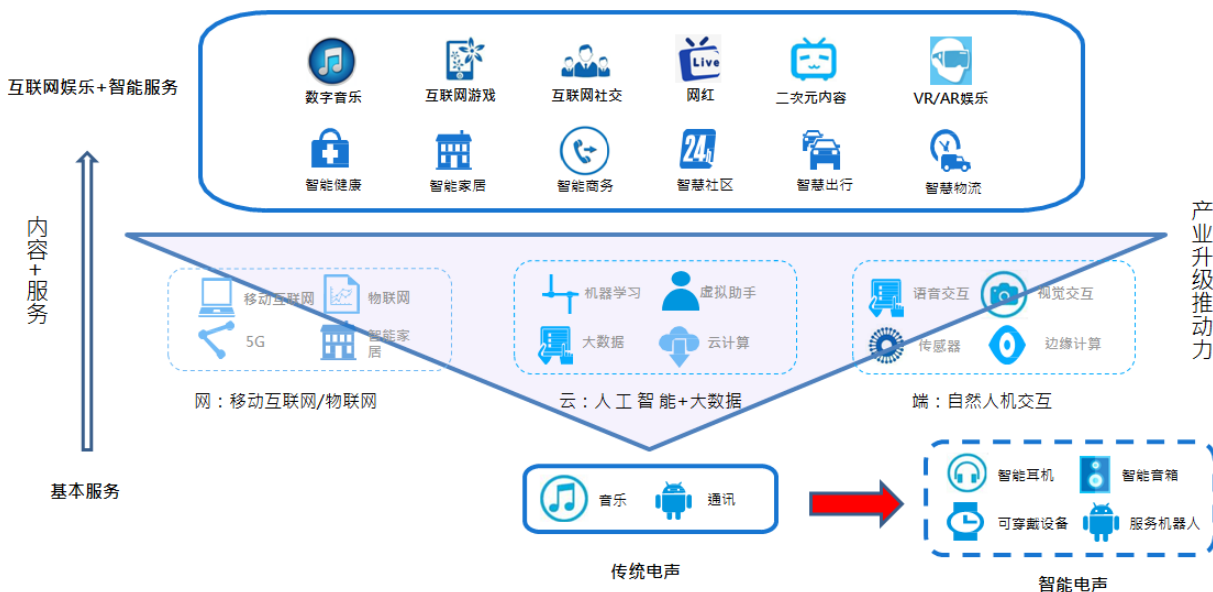 互联网娱乐+智能服务
数字音乐
互联网游戏
互联网社交
Live
网红
二次元内容
VR/AR娱乐
智能健康
智能家居
智能商务
24h
智慧社区
智慧出行
智慧物流
内容+服务
产业升级推动力
移动互联网
物联网
5G
智能家
居
机器学习
虚拟助手
大数据
云计算
语音交互
视觉交互
传感器
边缘计算
网：移动互联网/物联网
云：人工智能+大数据
端：自然人机交互
基本服务
音乐
通讯
传统电声
智能耳机
智能音箱
可穿戴设备
服务机器人
智能电声